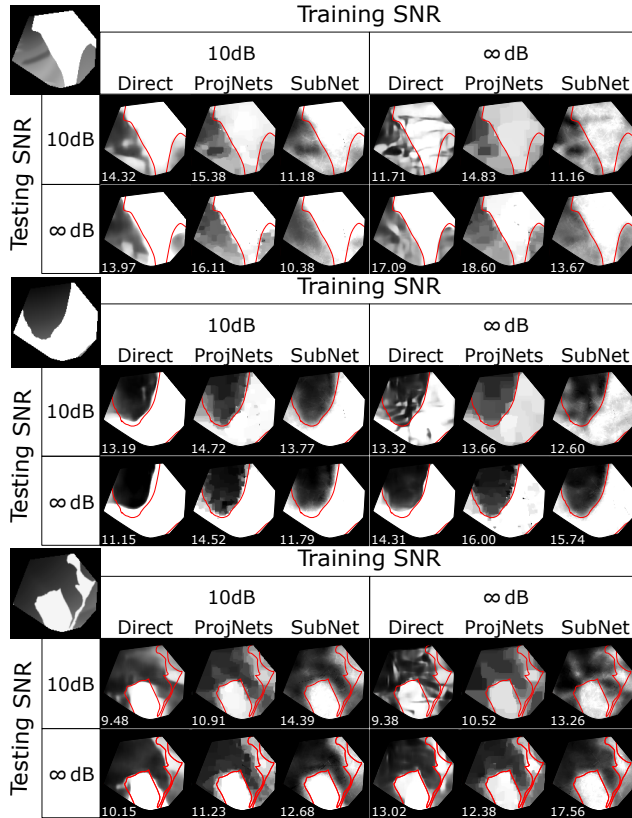 Training SNR
10dB
∞ dB
Direct ProjNets SubNet Direct ProjNets SubNet
Testing SNR
10dB
14.32 15.38 11.18 11.71 14.83 11.16
∞ dB
13.97 16.11 10.38 17.09 18.60 13.67
Training SNR
10dB
∞ dB
Direct ProjNets SubNet Direct ProjNets SubNet
Testing SNR
10dB
13.19 14.72 13.77 13.32 13.66 12.60
∞ dB
11.15 14.52 11.79 14.31 16.00 15.74
Training SNR
10dB
∞ dB
Direct ProjNets SubNet Direct ProjNets SubNet
Testing SNR
10dB
9.48 10.91 14.39 9.38 10.52 13.26
∞ dB
10.15 11.23 12.68 13.02 12.38 17.56